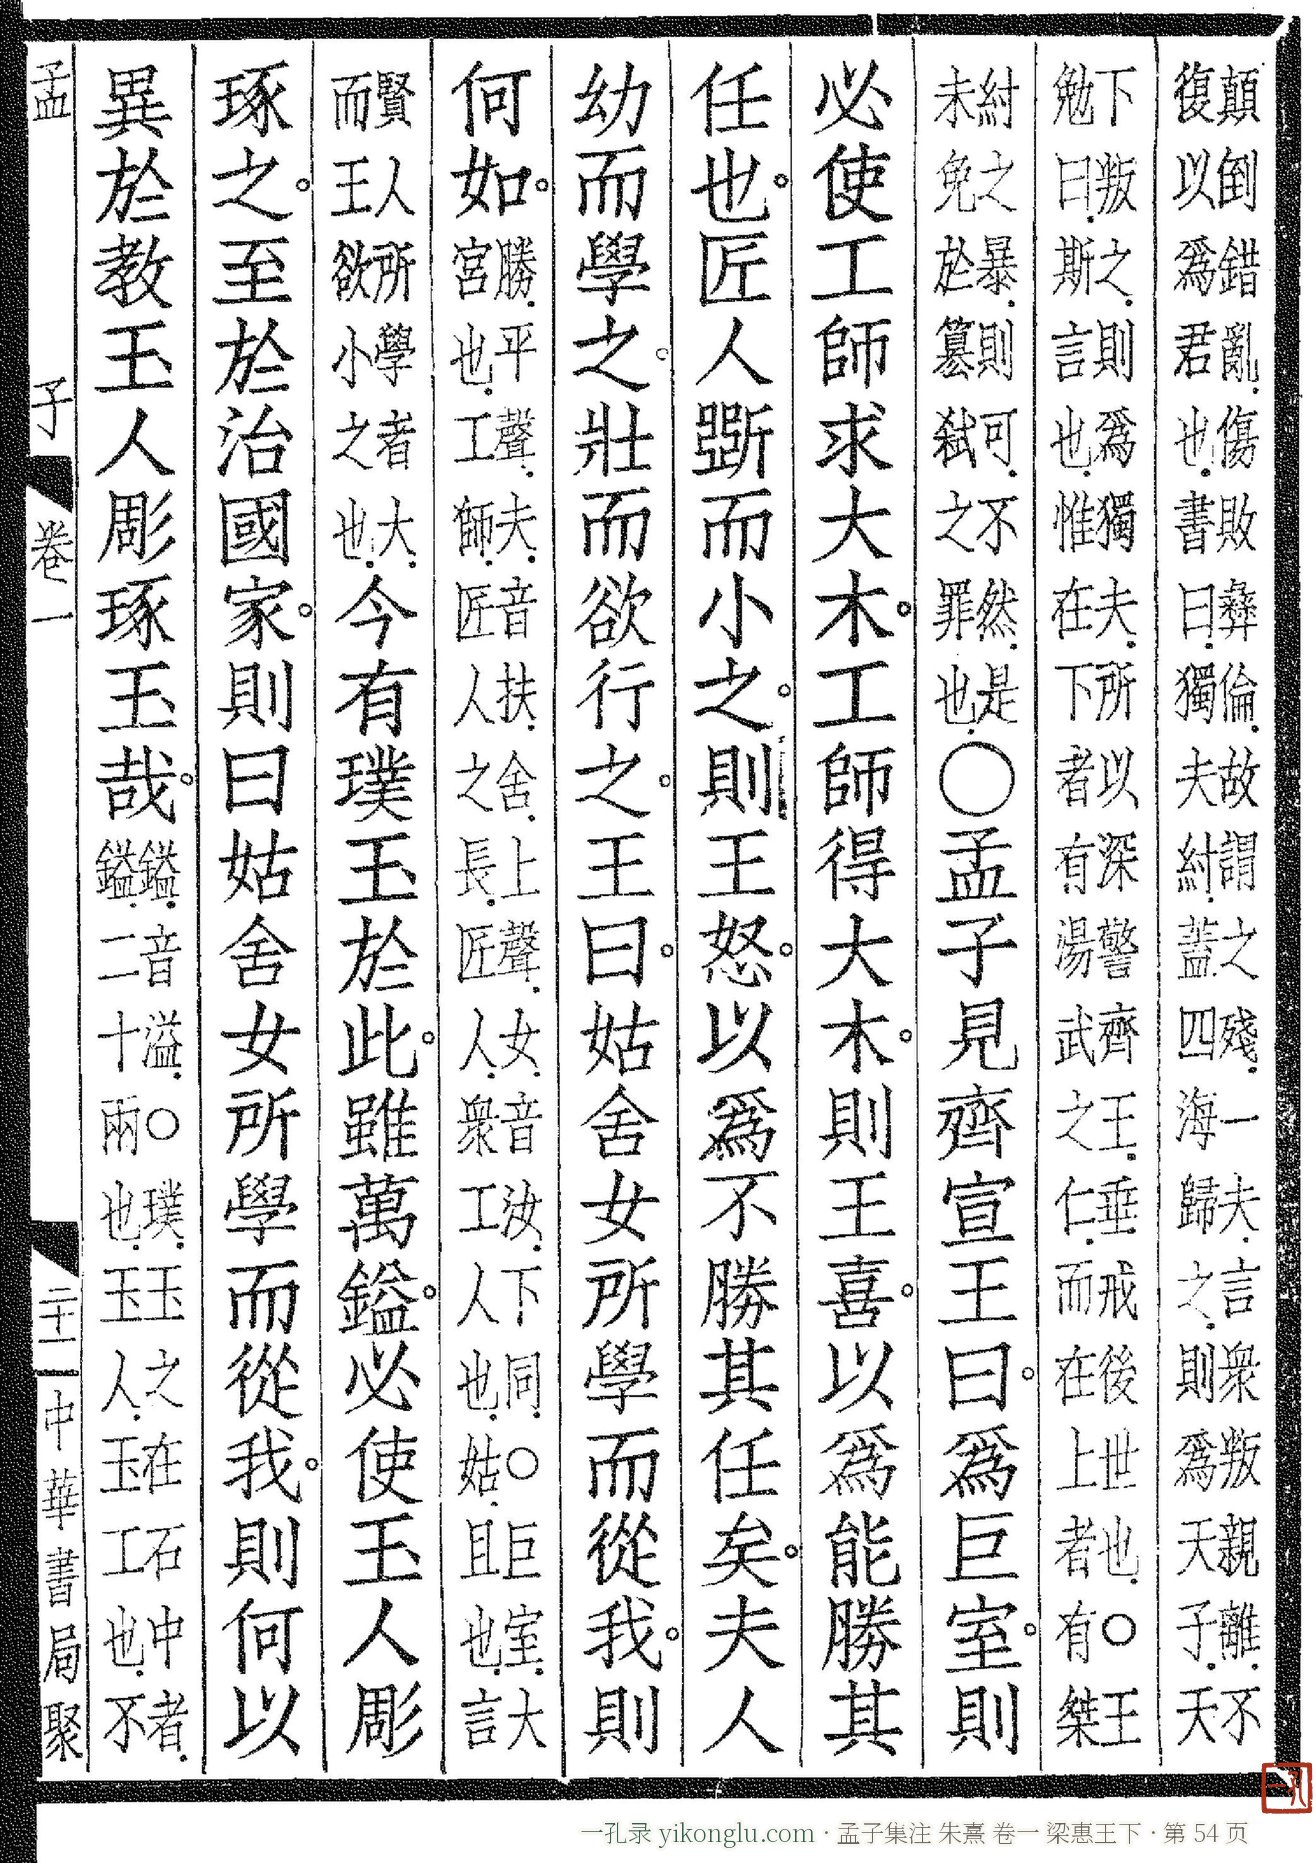 顛倒錯亂.傷敗彝倫.故謂之殘.一夫.言衆叛親離.不
復以爲君也.書曰.獨夫紂.蓋四海歸之.則爲天子.天
下叛之.則爲獨夫.所以深警齊王.垂戒後世也.○王
勉曰.斯言也.惟在下者有湯武之仁.而在上者有桀
紂之暴.則可.不然.是
未免於篡弒之罪也.
○孟子見齊宣王曰。爲巨室。則
必使工師求大木。工師得大木。則王喜。以爲能勝其
任也。匠人斲而小之。則王怒。以爲不勝其任矣。夫人
幼而學之。壯而欲行之。王曰。姑舍女所學而從我。則
何如。
勝.平聲.夫.音扶.舍.上聲.女.音汝.下同.○巨室.大
宮也.工師.匠人之長.匠人.衆工人也.姑.且也.言
賢人所學者大.
而王欲小之也.
今有璞玉於此。雖萬鎰。必使玉人彫
琢之。至於治國家。則曰姑舍女所學而從我。則何以
異於教玉人彫琢玉哉。
鎰.音溢.○璞.玉之在石中者.
鎰.二十兩也.玉人.玉工也.不
孟子 卷一 二十二 中華書局聚
一孔
一孔录 yikonglu.com · 孟子集注 朱熹 卷一 梁惠王下 · 第 54 页